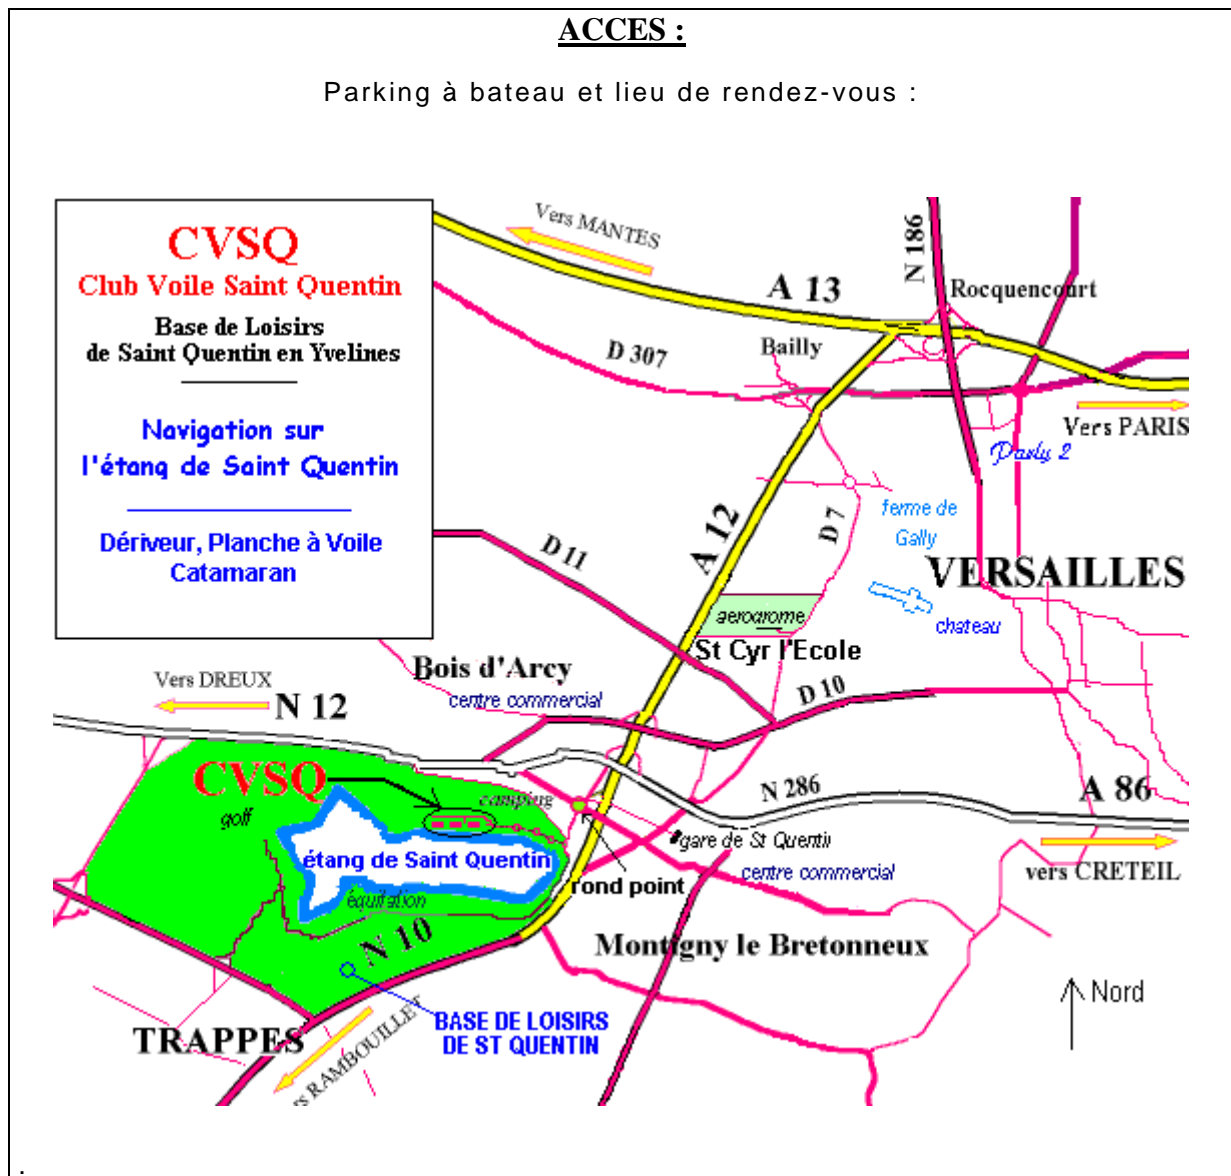 ACCES :
Parking à bateau et lieu de rendez-vous :
CVSQ
Club Voile Saint Quentin
Base de Loisirs
de Saint Quentin en Yvelines
Navigation sur
l'étang de Saint Quentin
Dériveur, Planche à Voile
Catamaran
Vers MANTES
A 13
N 186
Rocquencourt
D 307
Bailly
Vers PARIS
Parly 2
A 12
D 7
ferme de
Gally
D 11
VERSAILLES
aerodrome
chateau
St Cyr l'Ecole
Bois d'Arcy
centre commercial
D 10
Vers DREUX
N 12
CVSQ
camping
golf
N 286
A 86
gare de St Quentin
étang de Saint Quentin
centre commercial
vers CRETEIL
rond point
équitation
N 10
Montigny le Bretonneux
Nord
BASE DE LOISIRS
DE ST QUENTIN
TRAPPES
rs RAMBOUILLET
.